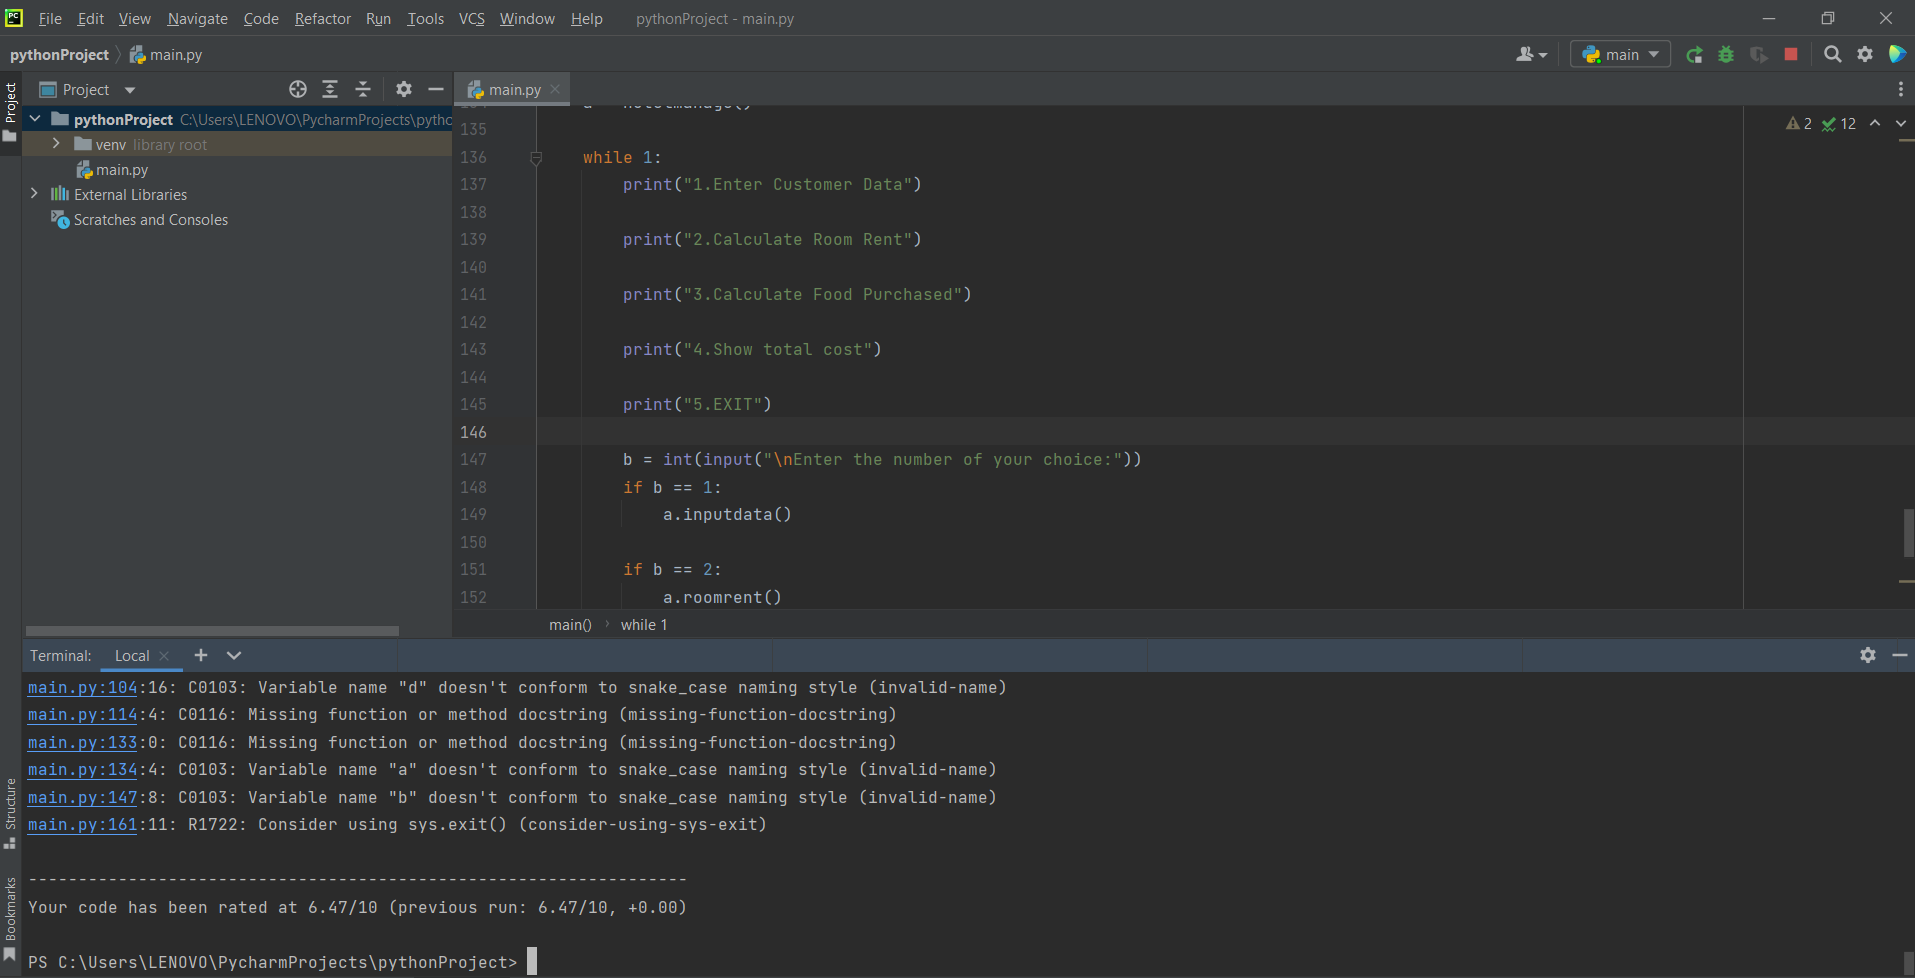 PC File Edit View Navigate Code Refactor Run Tools VCS Window Help pythonProject - main.py
pythonProject main.py main
Project
Project
main.py
pythonProject C:\Users\LENOVO\PycharmProjects\pytho
venv library root
main.py
External Libraries
Scratches and Consoles
2 12
135
136 while 1:
137 print("1.Enter Customer Data")
138
139 print("2.Calculate Room Rent")
140
141 print("3.Calculate Food Purchased")
142
143 print("4.Show total cost")
144
145 print("5.EXIT")
146
147 b = int(input("\nEnter the number of your choice:"))
148 if b == 1:
149 a.inputdata()
150
151 if b == 2:
152 a.roomrent()
main() › while 1
Terminal: Local
main.py:104:16: C0103: Variable name "d" doesn't conform to snake_case naming style (invalid-name)
main.py:114:4: C0116: Missing function or method docstring (missing-function-docstring)
main.py:133:0: C0116: Missing function or method docstring (missing-function-docstring)
main.py:134:4: C0103: Variable name "a" doesn't conform to snake_case naming style (invalid-name)
main.py:147:8: C0103: Variable name "b" doesn't conform to snake_case naming style (invalid-name)
main.py:161:11: R1722: Consider using sys.exit() (consider-using-sys-exit)
------------------------------------------------------------------
Your code has been rated at 6.47/10 (previous run: 6.47/10, +0.00)
PS C:\Users\LENOVO\PycharmProjects\pythonProject>
Structure
Bookmarks